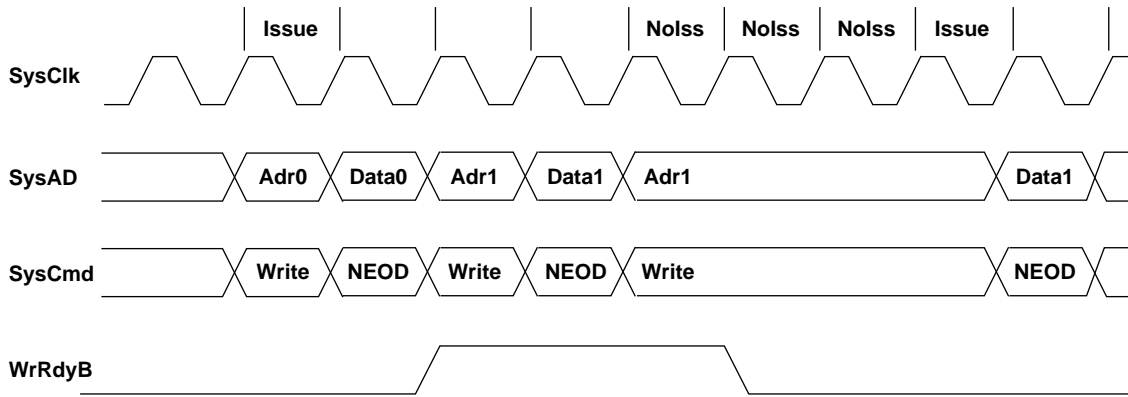 Issue NoIss NoIss NoIss Issue
SysClk
SysAD Adr0 Data0 Adr1 Data1 Adr1 Data1
SysCmd Write NEOD Write NEOD Write NEOD
WrRdyB